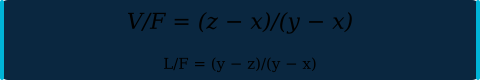 V/F = (z − x)/(y − x)
L/F = (y − z)/(y − x)